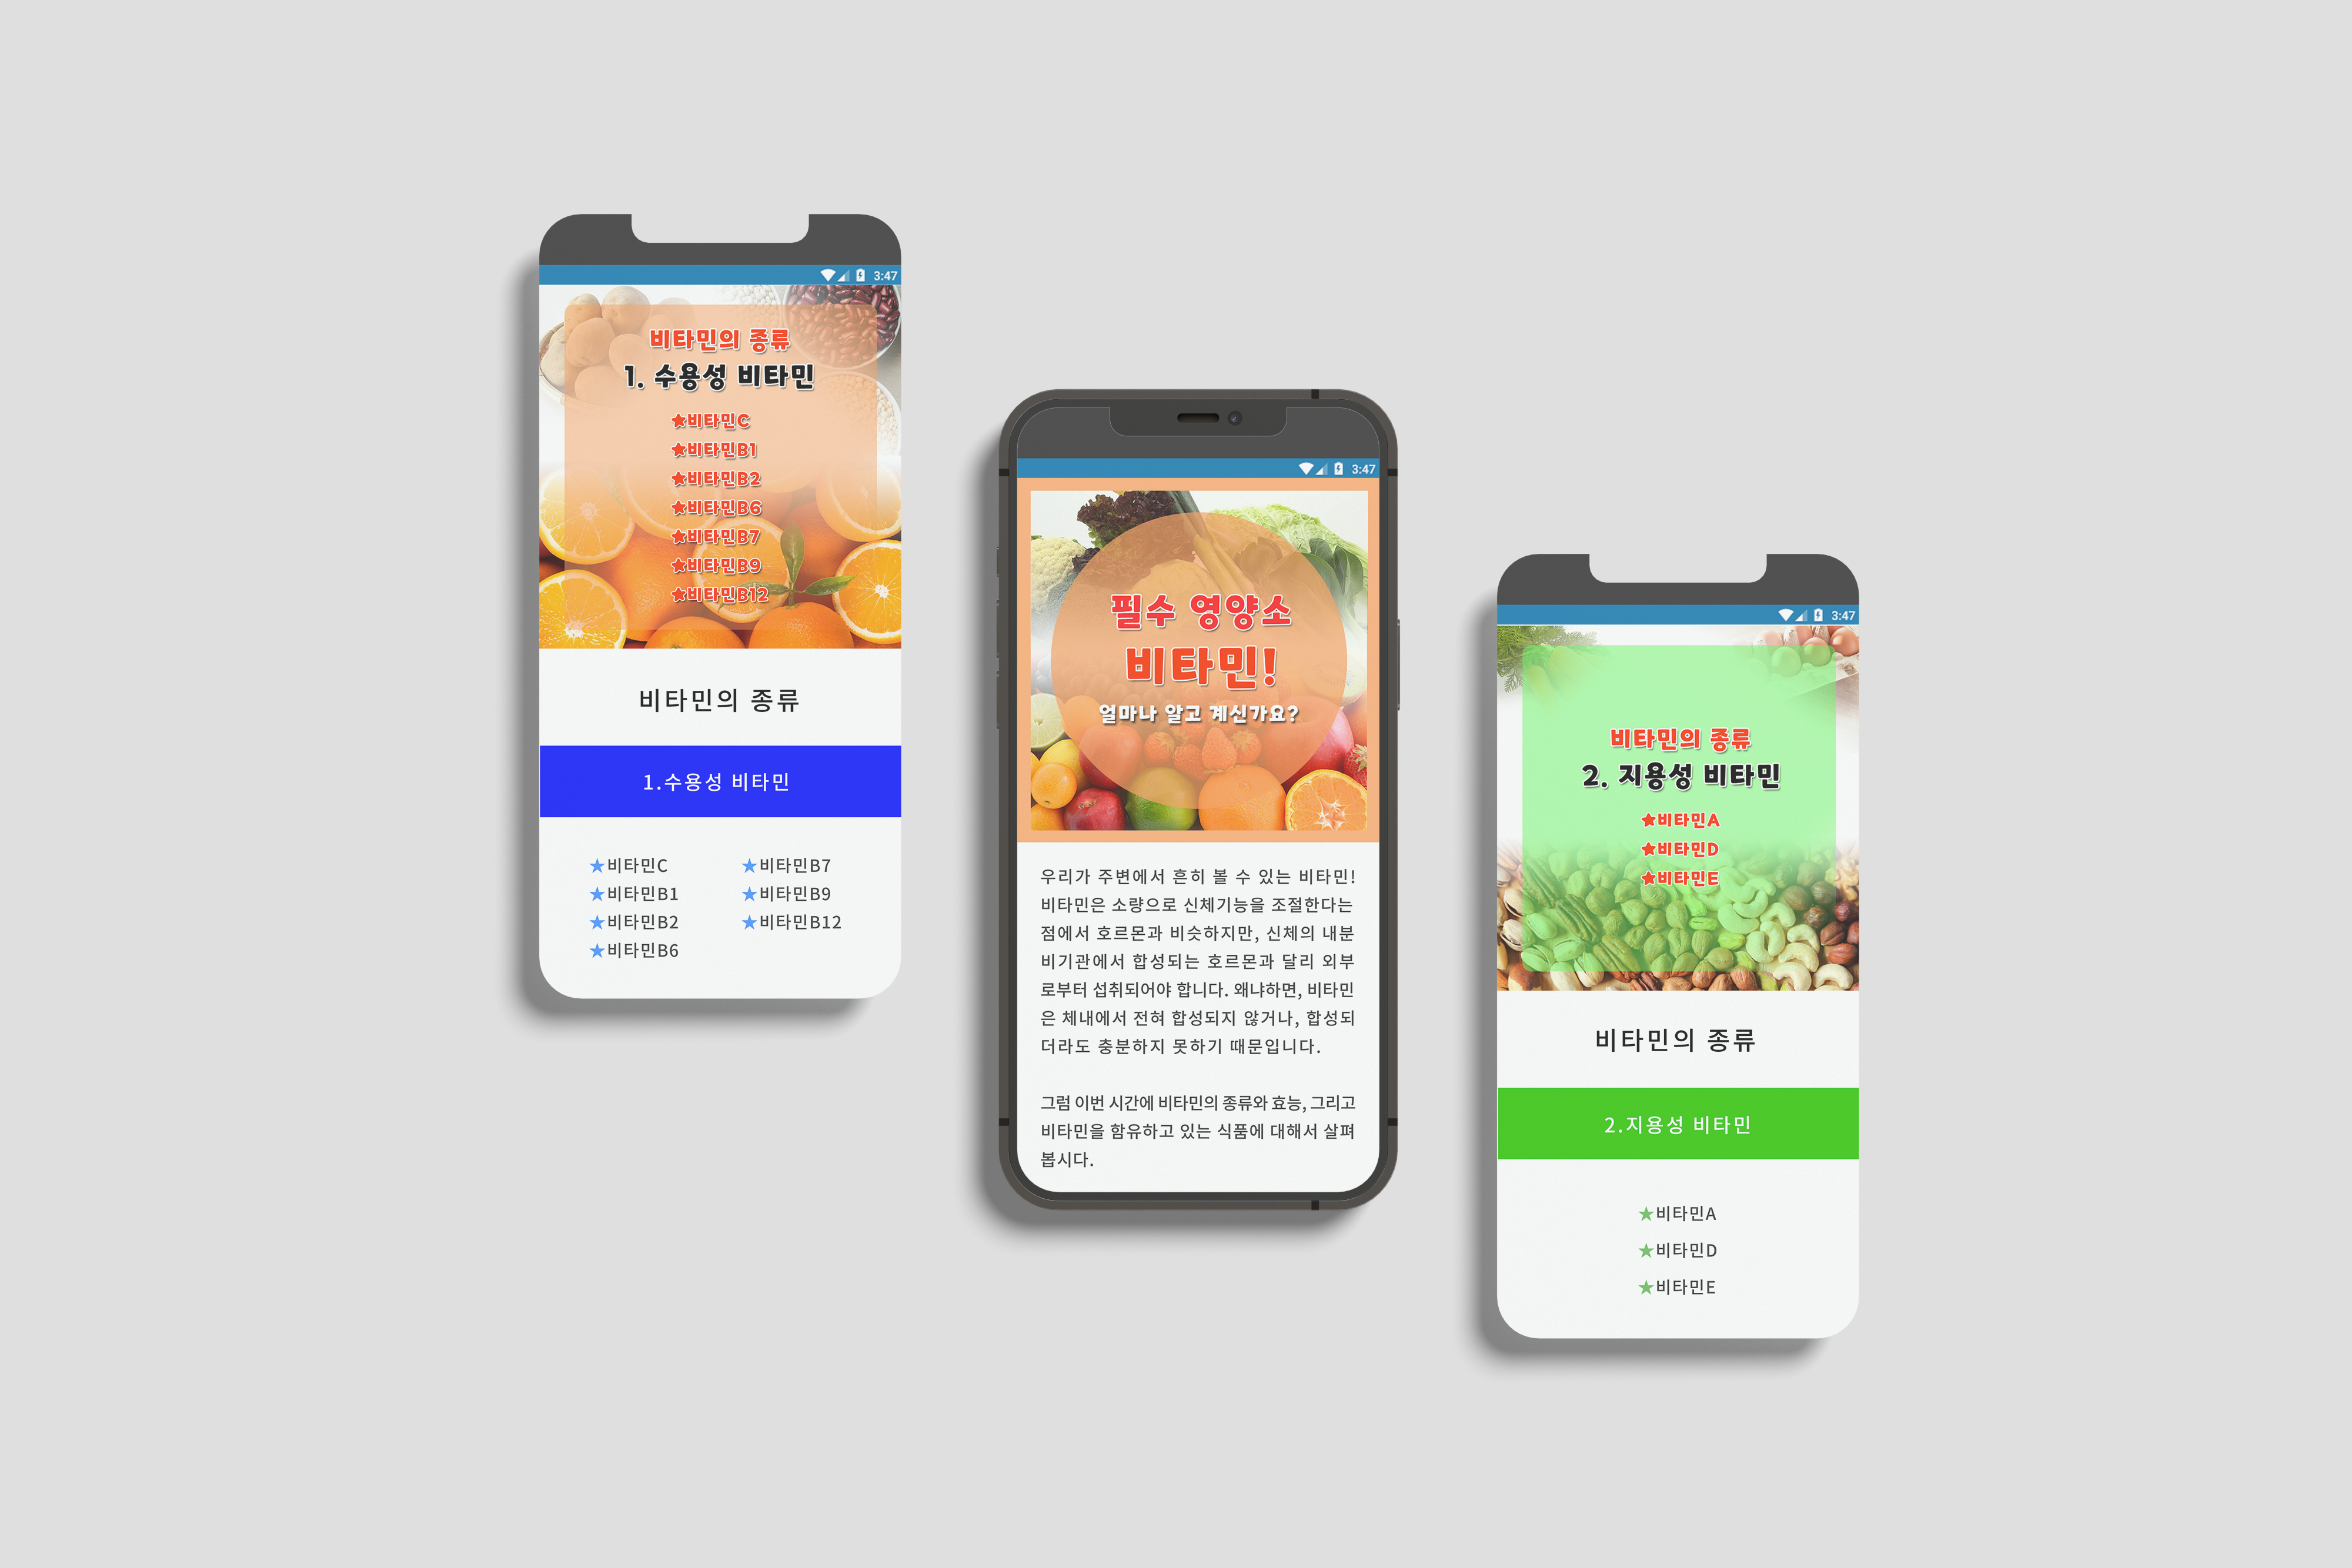 3:47
비타민의 종류
1. 수용성 비타민
★비타민C
★비타민B1
★비타민B2
★비타민B6
★비타민B7
★비타민B9
★비타민B12
비타민의 종류
1.수용성 비타민
★비타민C
★비타민B1
★비타민B2
★비타민B6
★비타민B7
★비타민B9
★비타민B12
3:47
필수 영양소
비타민!
얼마나 알고 계신가요?
우리가 주변에서 흔히 볼 수 있는 비타민!
비타민은 소량으로 신체기능을 조절한다는
점에서 호르몬과 비슷하지만, 신체의 내분
비기관에서 합성되는 호르몬과 달리 외부
로부터 섭취되어야 합니다. 왜냐하면, 비타민
은 체내에서 전혀 합성되지 않거나, 합성되
더라도 충분하지 못하기 때문입니다.
그럼 이번 시간에 비타민의 종류와 효능, 그리고
비타민을 함유하고 있는 식품에 대해서 살펴
봅시다.
3:47
비타민의 종류
2. 지용성 비타민
★비타민A
★비타민D
★비타민E
비타민의 종류
2.지용성 비타민
★비타민A
★비타민D
★비타민E